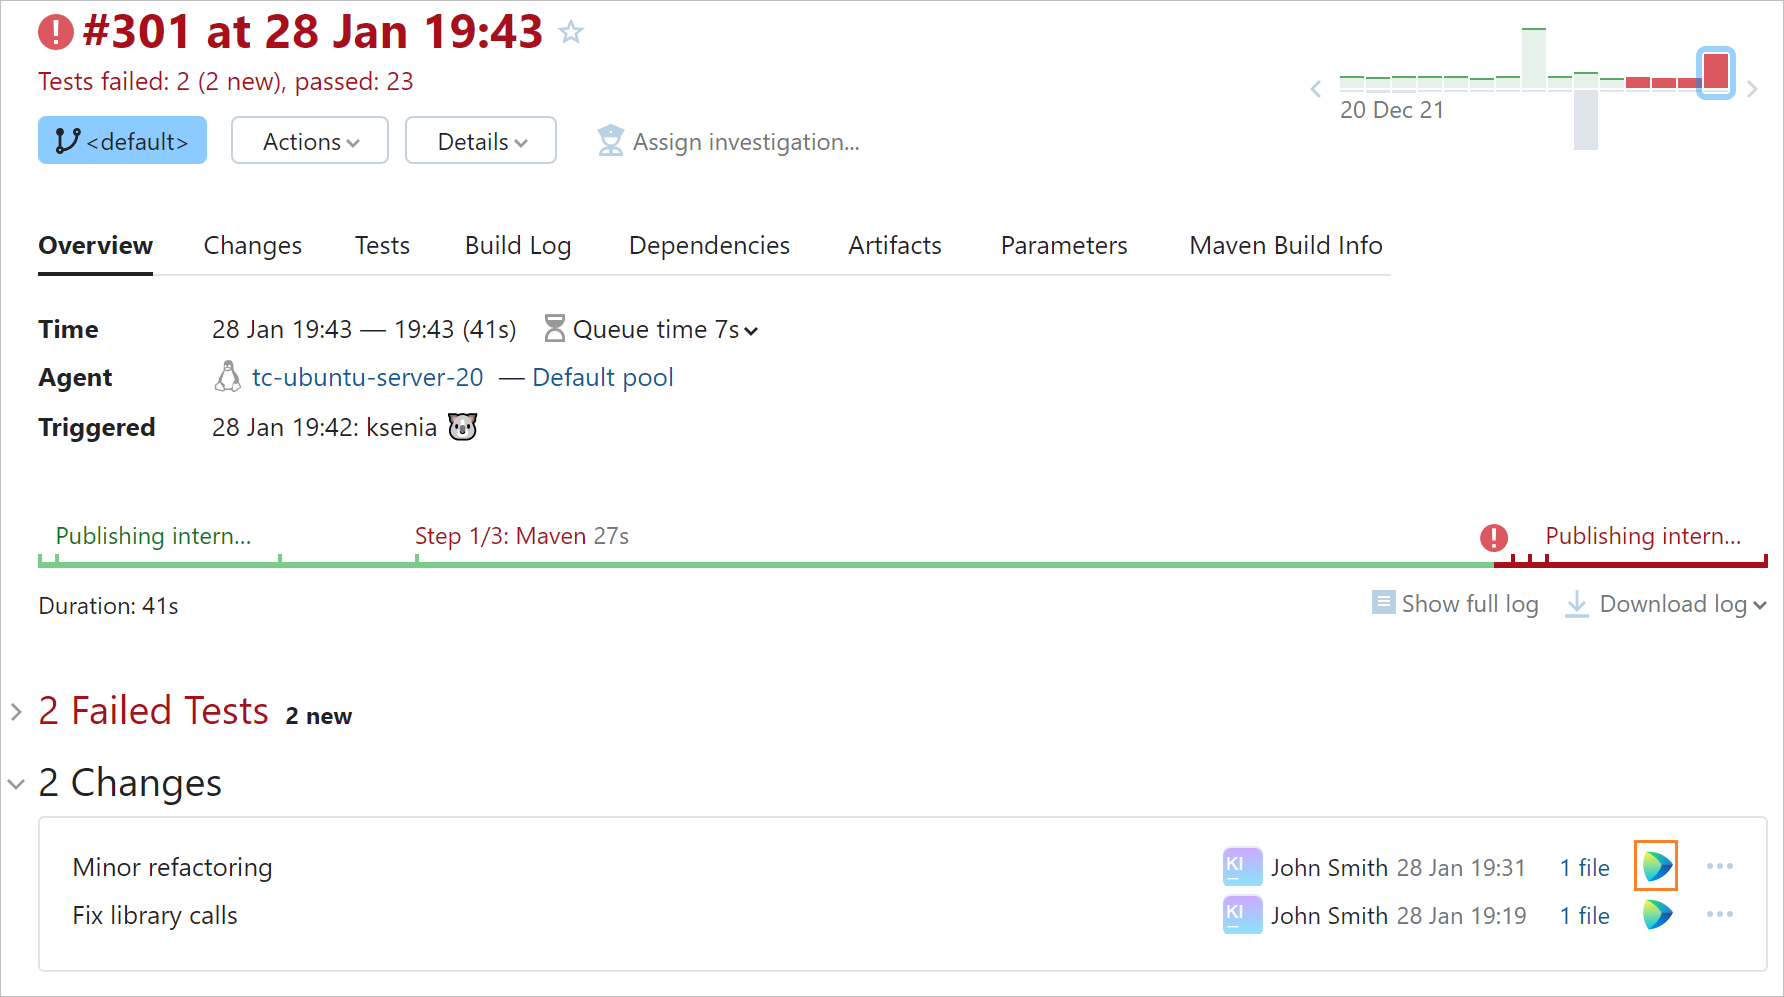 #301 at 28 Jan 19:43
Tests failed: 2 (2 new), passed: 23
20 Dec 21
<default> Actions Details Assign investigation...
Overview Changes Tests Build Log Dependencies Artifacts Parameters Maven Build Info
Time 28 Jan 19:43 — 19:43 (41s) Queue time 7s
Agent tc-ubuntu-server-20 — Default pool
Triggered 28 Jan 19:42: ksenia
Publishing intern... Step 1/3: Maven 27s Publishing intern...
Duration: 41s Show full log Download log
2 Failed Tests 2 new
2 Changes
Minor refactoring KI John Smith 28 Jan 19:31 1 file
Fix library calls KI John Smith 28 Jan 19:19 1 file